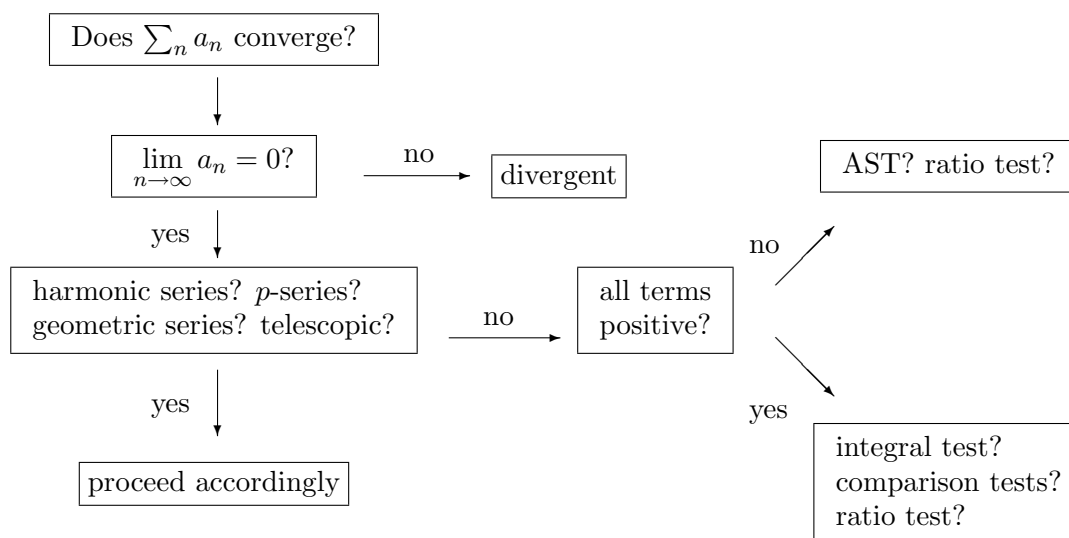 Does ∑ₙ aₙ converge?
lim n→∞ aₙ = 0?
no
divergent
AST? ratio test?
yes
no
harmonic series? p-series?
geometric series? telescopic?
no
all terms
positive?
yes
yes
proceed accordingly
integral test?
comparison tests?
ratio test?